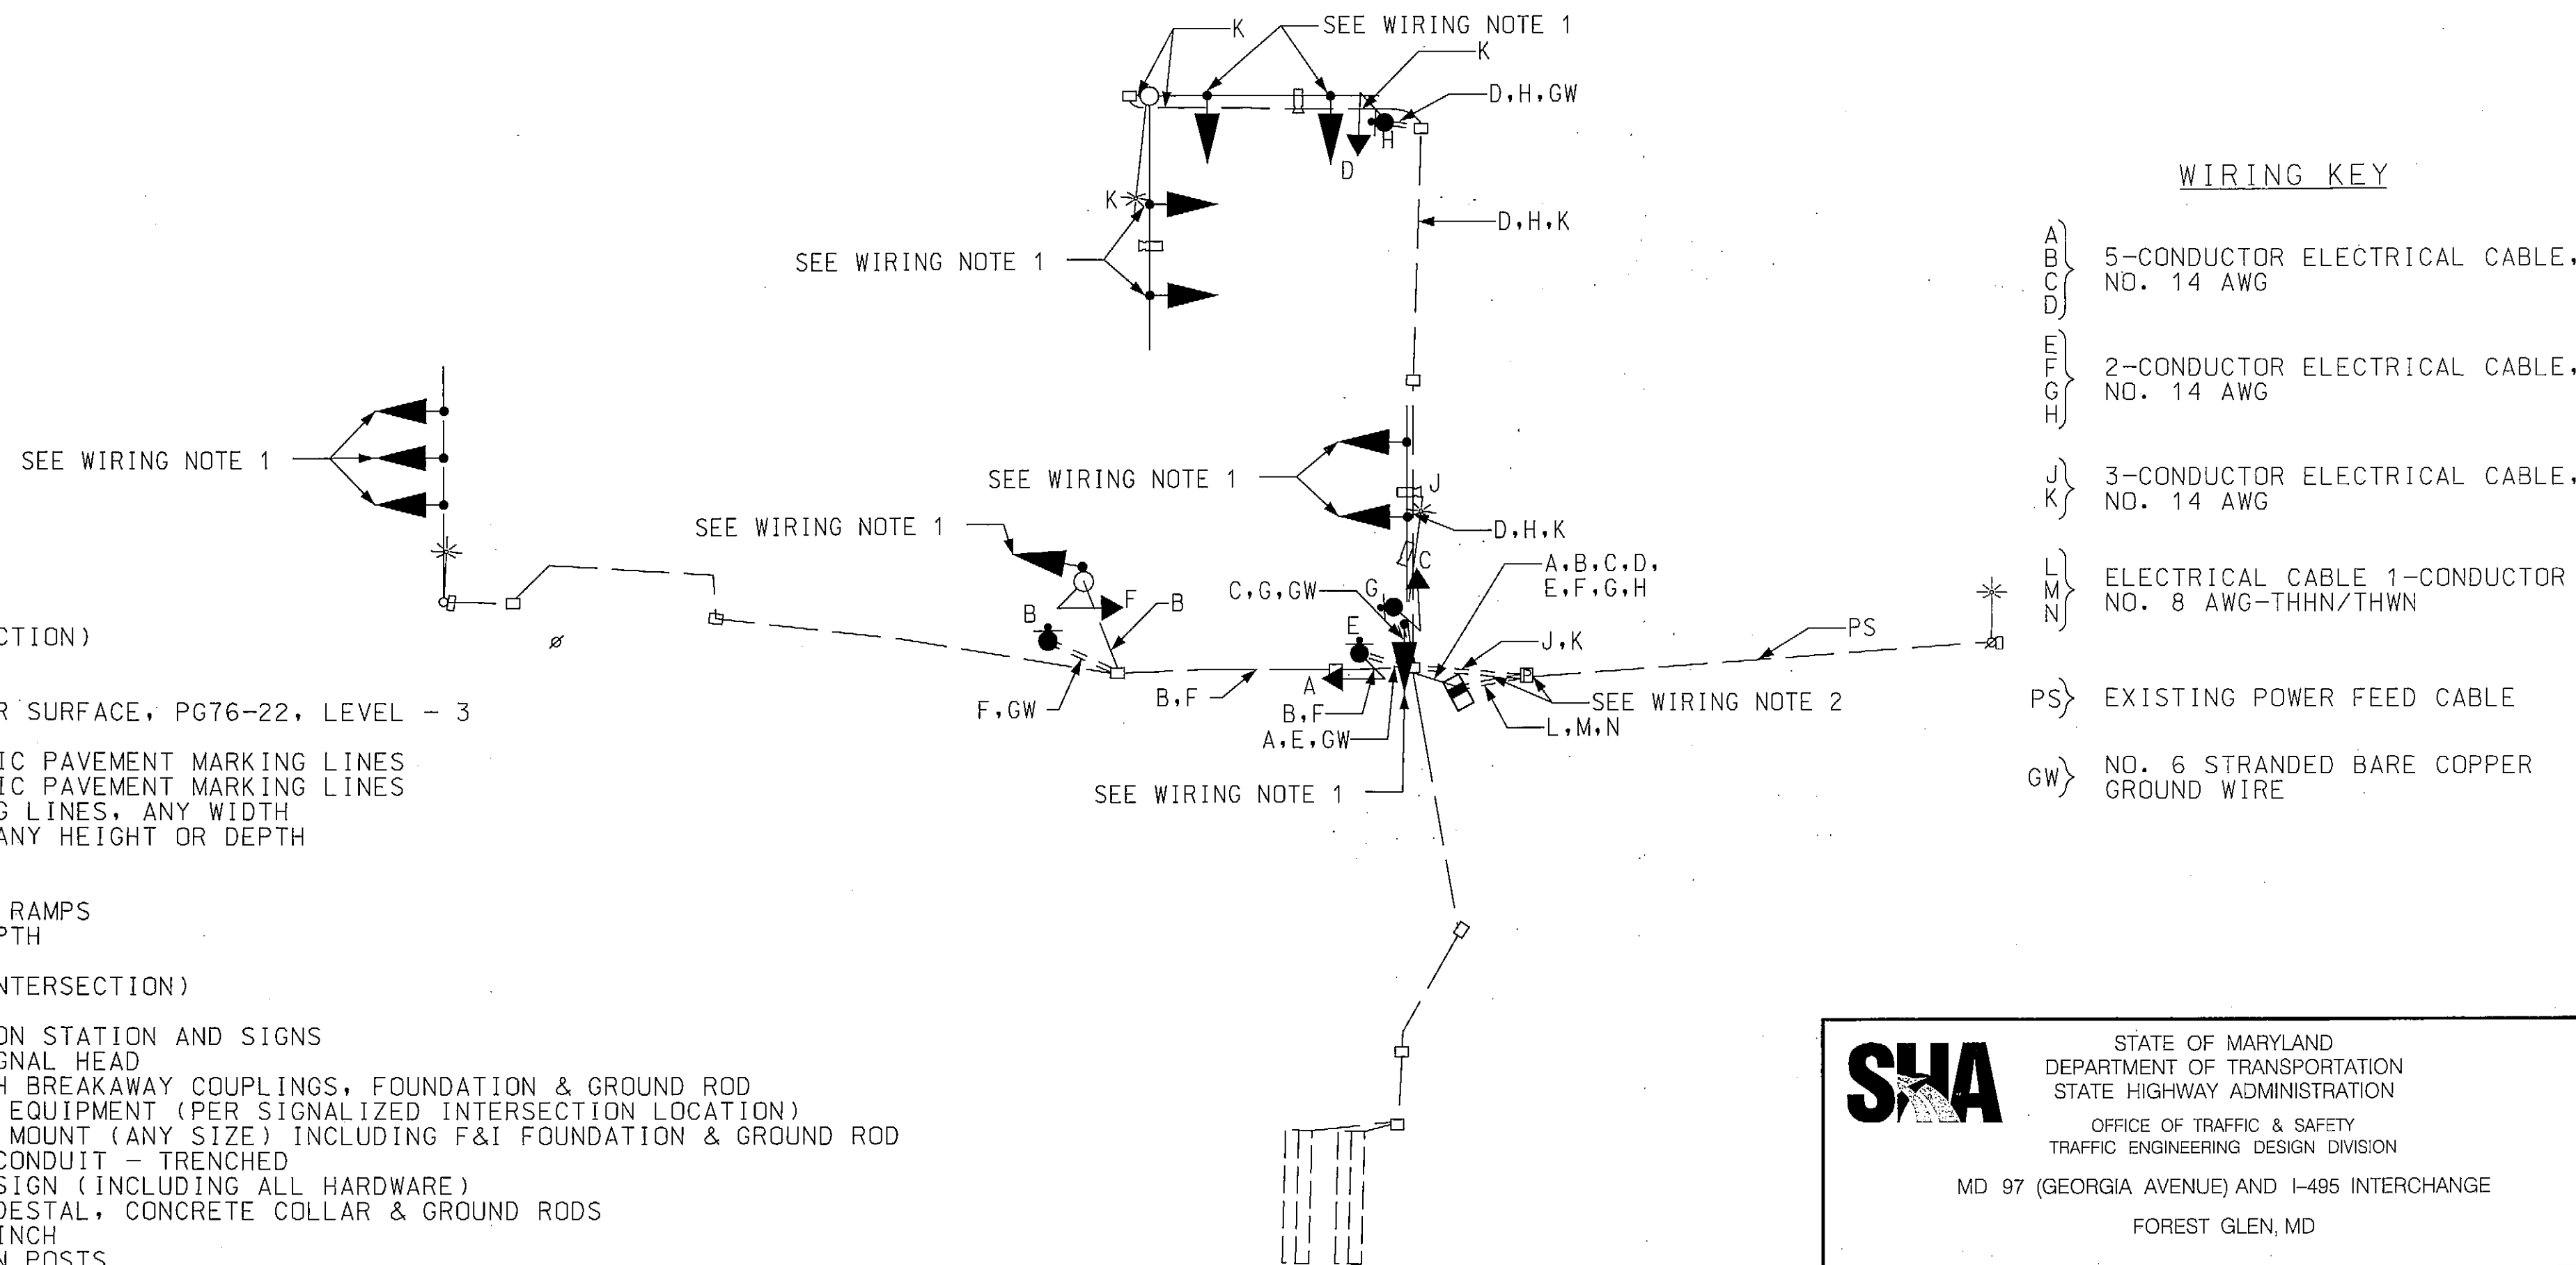 K
SEE WIRING NOTE 1
K
D,H,GW
H
D
K
D,H,K
SEE WIRING NOTE 1
SEE WIRING NOTE 1
SEE WIRING NOTE 1
J
SEE WIRING NOTE 1
D,H,K
C
A,B,C,D,
E,F,G,H
C,G,GW
G
B
F
B
E
J,K
PS
A
B,F
F,GW
B,F
A,E,GW
P
SEE WIRING NOTE 2
L,M,N
SEE WIRING NOTE 1
WIRING KEY
A
B
C
D
5-CONDUCTOR ELECTRICAL CABLE,
NO. 14 AWG
E
F
G
H
2-CONDUCTOR ELECTRICAL CABLE,
NO. 14 AWG
J
K
3-CONDUCTOR ELECTRICAL CABLE,
NO. 14 AWG
L
M
N
ELECTRICAL CABLE 1-CONDUCTOR
NO. 8 AWG-THHN/THWN
PS} EXISTING POWER FEED CABLE
GW} NO. 6 STRANDED BARE COPPER
GROUND WIRE
CTION)
R SURFACE, PG76-22, LEVEL - 3
IC PAVEMENT MARKING LINES
IC PAVEMENT MARKING LINES
G LINES, ANY WIDTH
ANY HEIGHT OR DEPTH
RAMPS
PTH
NTERSECTION)
ON STATION AND SIGNS
GNAL HEAD
H BREAKAWAY COUPLINGS, FOUNDATION & GROUND ROD
EQUIPMENT (PER SIGNALIZED INTERSECTION LOCATION)
MOUNT (ANY SIZE) INCLUDING F&I FOUNDATION & GROUND ROD
CONDUIT - TRENCHED
SIGN (INCLUDING ALL HARDWARE)
DESTAL, CONCRETE COLLAR & GROUND RODS
INCH
N POSTS
SHA
STATE OF MARYLAND
DEPARTMENT OF TRANSPORTATION
STATE HIGHWAY ADMINISTRATION
OFFICE OF TRAFFIC & SAFETY
TRAFFIC ENGINEERING DESIGN DIVISION
MD 97 (GEORGIA AVENUE) AND I-495 INTERCHANGE
FOREST GLEN, MD